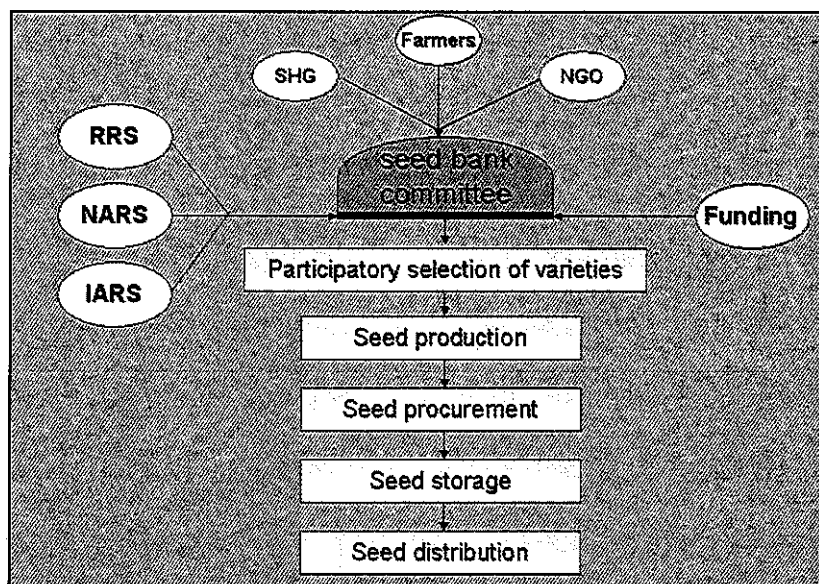 Farmers
SHG
NGO
RRS
seed bank
committee
NARS
Funding
IARS
Participatory selection of varieties
Seed production
Seed procurement
Seed storage
Seed distribution